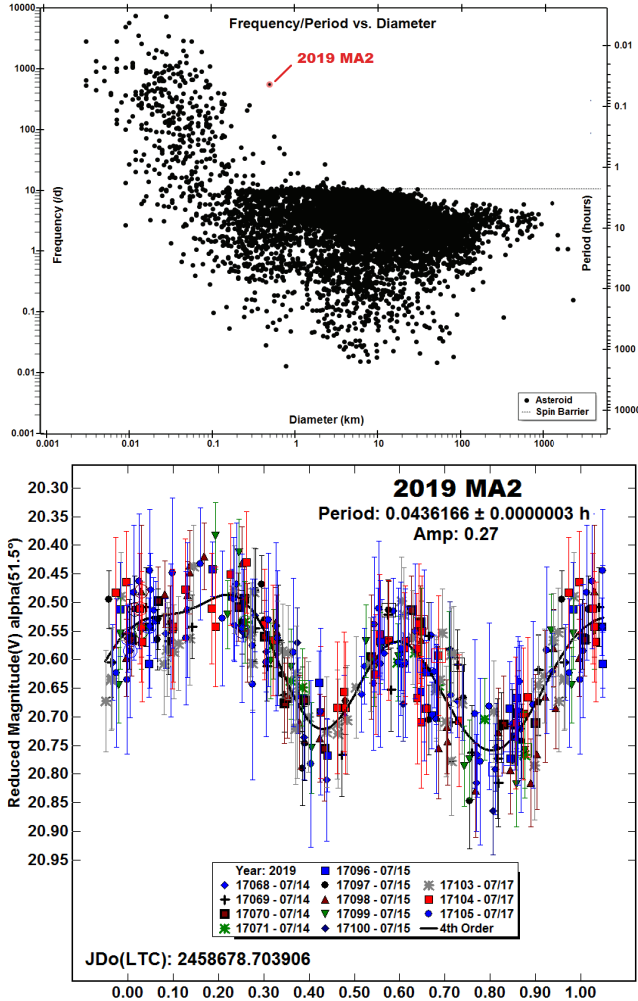 Frequency/Period vs. Diameter
2019 MA2
10000
1000
100
10
1
0.1
0.01
0.001
Frequency (/d)
0.01
0.1
1
10
100
1000
10000
Period (hours)
Asteroid
Spin Barrier
Diameter (km)
0.001 0.01 0.1 1 10 100 1000
2019 MA2
Period: 0.0436166 ± 0.0000003 h
Amp: 0.27
20.30
20.35
20.40
20.45
20.50
20.55
20.60
20.65
20.70
20.75
20.80
20.85
20.90
20.95
Reduced Magnitude(V) alpha(51.5°)
Year: 2019 17096 - 07/15
17068 - 07/14 17097 - 07/15 17103 - 07/17
17069 - 07/14 17098 - 07/15 17104 - 07/17
17070 - 07/14 17099 - 07/15 17105 - 07/17
17071 - 07/14 17100 - 07/15 4th Order
JDo(LTC): 2458678.703906
0.00 0.10 0.20 0.30 0.40 0.50 0.60 0.70 0.80 0.90 1.00